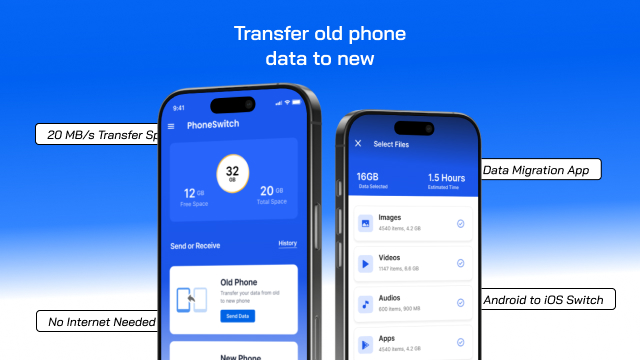 Transfer old phone
data to new
20 MB/s Transfer Sp
No Internet Needed
9:41
PhoneSwitch
32
GB
12 GB
Free Space
20 GB
Total Space
Send or Receive
History
Old Phone
Transfer your data from old
to new phone
Send Data
New Phone
Select Files
16GB
Data Selected
1.5 Hours
Estimated Time
Images
4540 items, 4.2 GB
Videos
1147 items, 8.6 GB
Audios
600 items, 900 MB
Apps
4540 items, 4.2 GB
Data Migration App
Android to iOS Switch